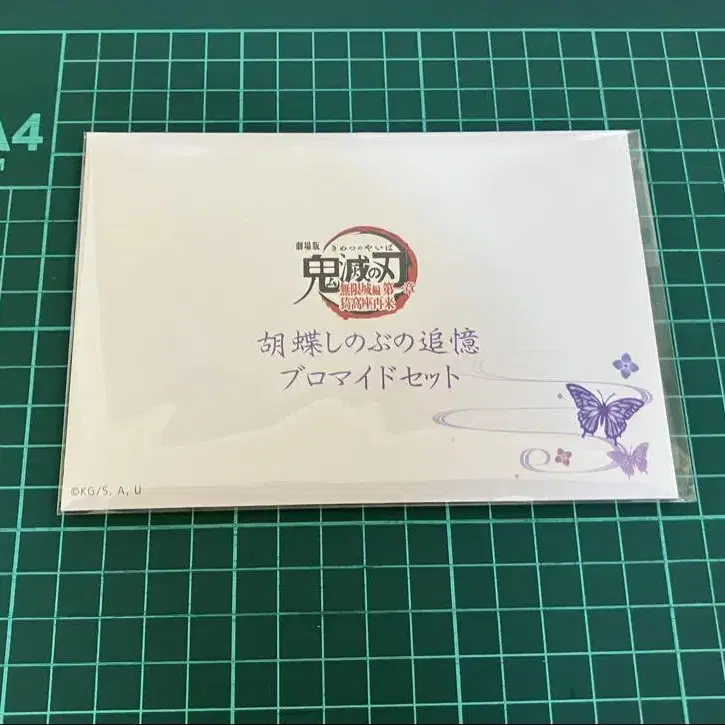 A4
劇場版 きめつのやいば
鬼滅の刃
無限城編 第一章
猗窩座再来
胡蝶しのぶの追憶
ブロマイドセット
©KG/S, A, U